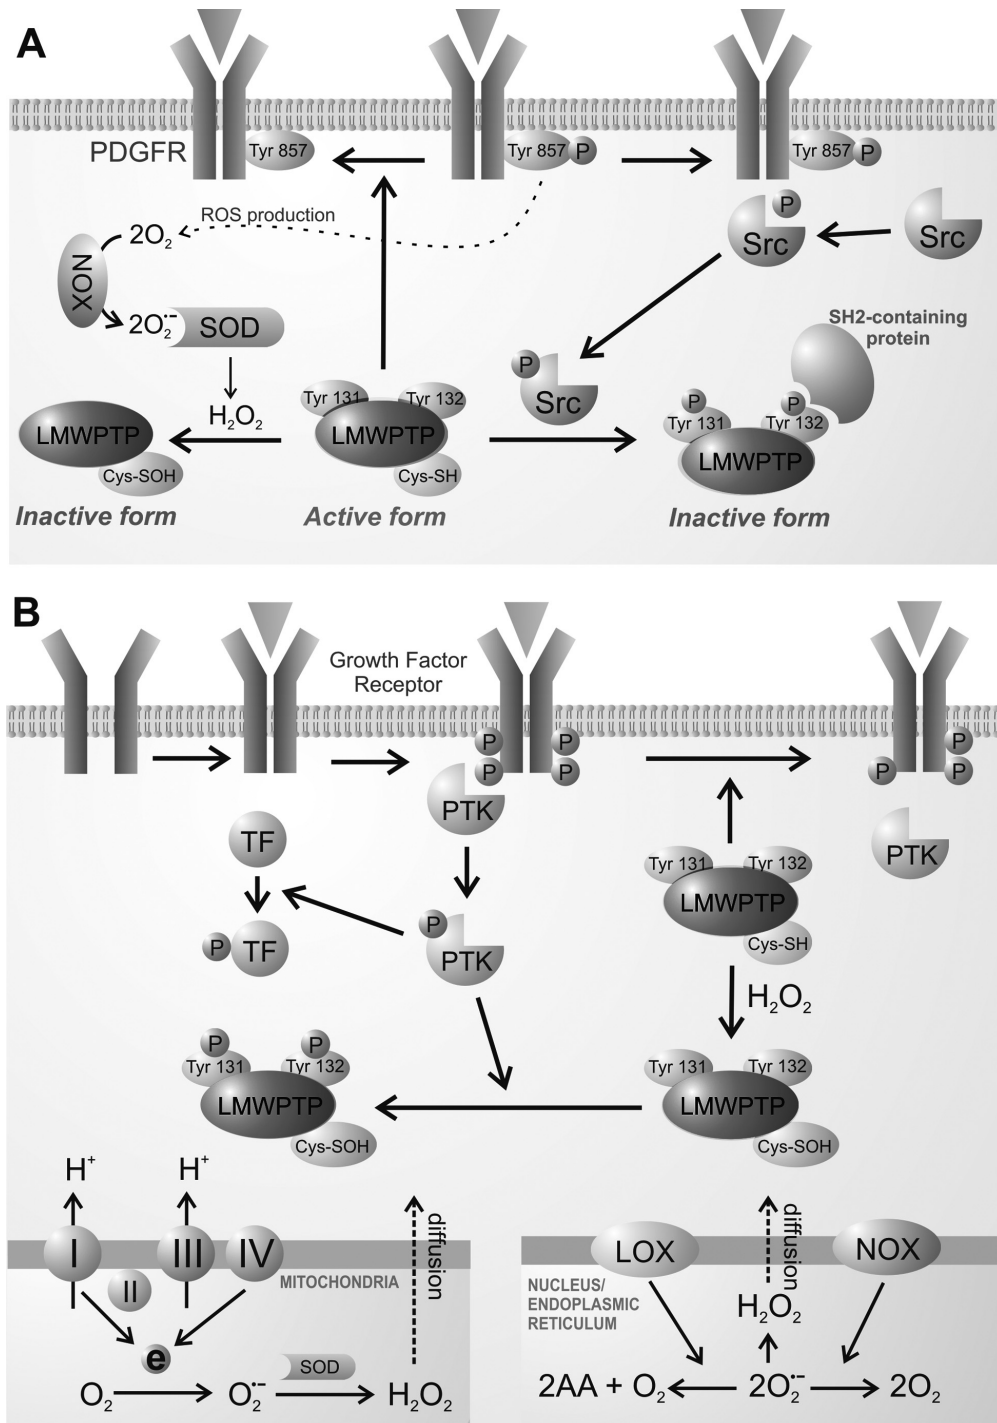 A
PDGFR
Tyr 857
Tyr 857
P
Tyr 857
P
ROS production
2O₂
NOX
2O₂•-
SOD
H₂O₂
P
Src
Src
SH2-containing
protein
P
Src
LMWPTP
Cys-SOH
Tyr 131
Tyr 132
LMWPTP
Cys-SH
P
P
Tyr 131
Tyr 132
LMWPTP
Inactive form
Active form
Inactive form
B
Growth Factor
Receptor
P
P
P
P
PTK
P
P
P
PTK
TF
P
TF
P
PTK
Tyr 131
Tyr 132
LMWPTP
Cys-SH
H₂O₂
P
P
Tyr 131
Tyr 132
LMWPTP
Cys-SOH
Tyr 131
Tyr 132
LMWPTP
Cys-SOH
H⁺
H⁺
I
II
III
IV
MITOCHONDRIA
diffusion
e
O₂
O₂•-
SOD
H₂O₂
LOX
NOX
diffusion
NUCLEUS/
ENDOPLASMIC
RETICULUM
H₂O₂
2AA + O₂
2O₂•-
2O₂